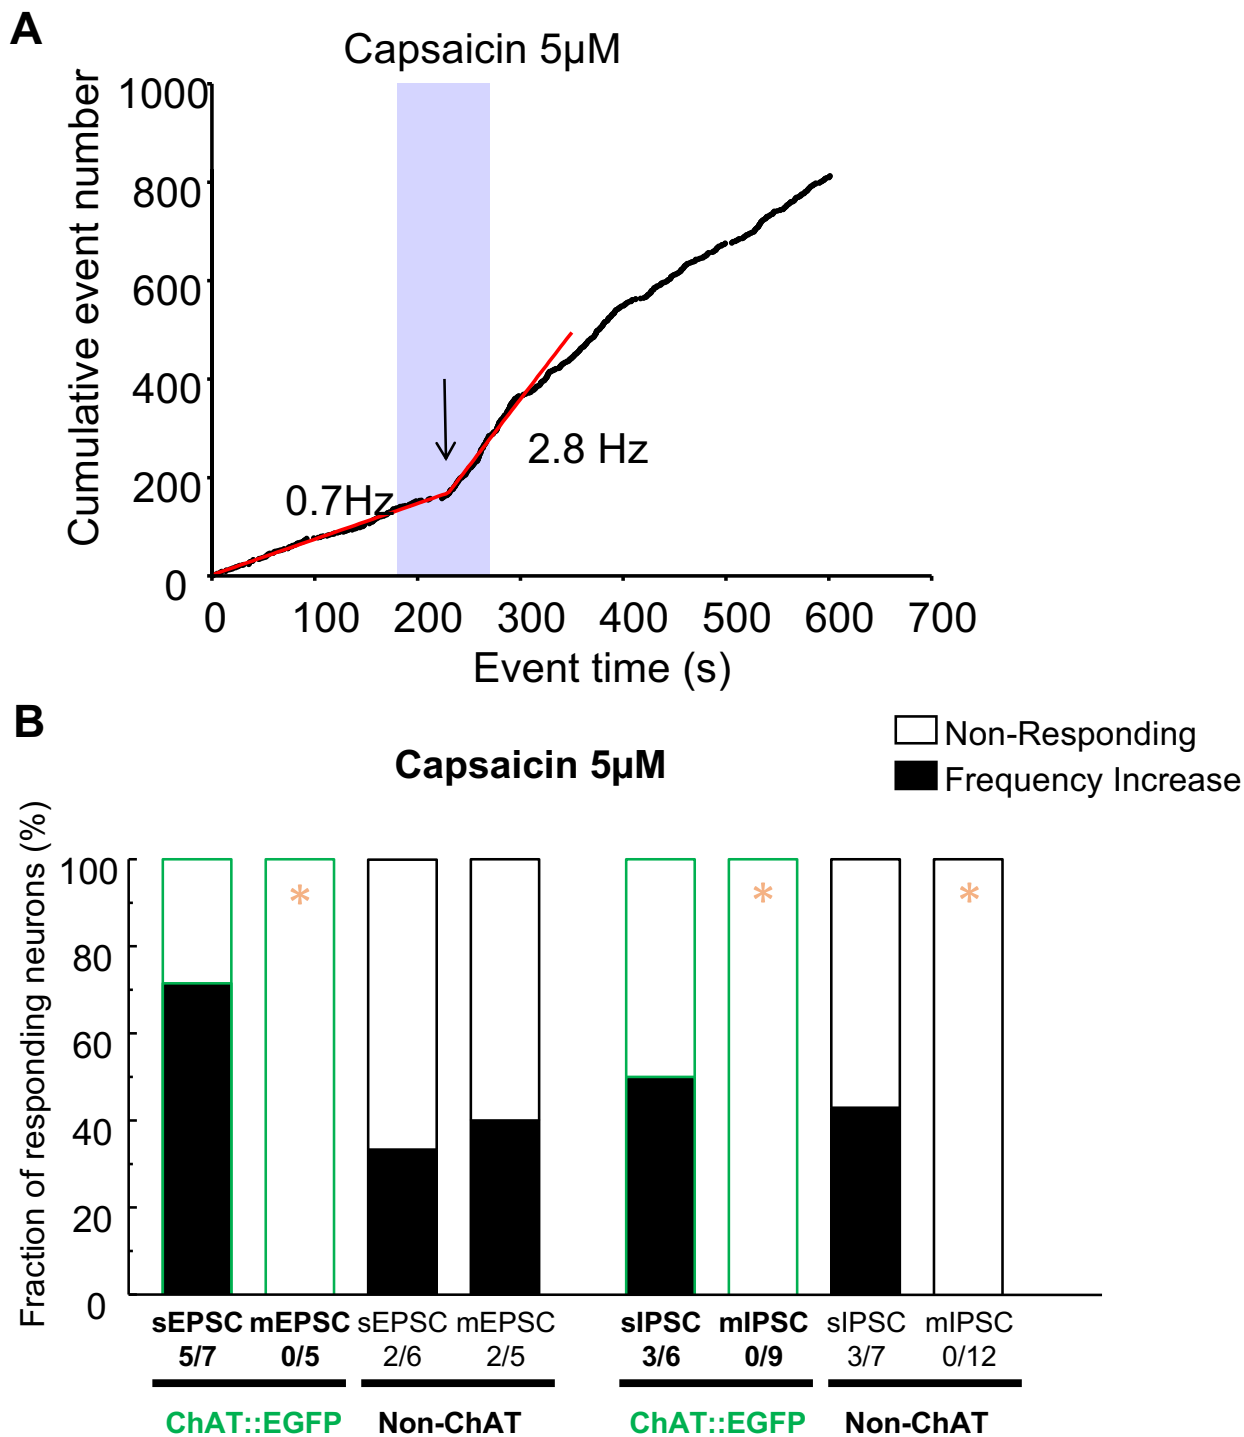 A
Capsaicin 5µM
Cumulative event number
1000
800
600
400
200
0
0.7Hz
2.8 Hz
0 100 200 300 400 500 600 700
Event time (s)
B
Capsaicin 5µM
Non-Responding
Frequency Increase
Fraction of responding neurons (%)
100
80
60
40
20
0
* * *
sEPSC mEPSC sEPSC mEPSC sIPSC mIPSC sIPSC mIPSC
5/7 0/5 2/6 2/5 3/6 0/9 3/7 0/12
ChAT::EGFP Non-ChAT ChAT::EGFP Non-ChAT